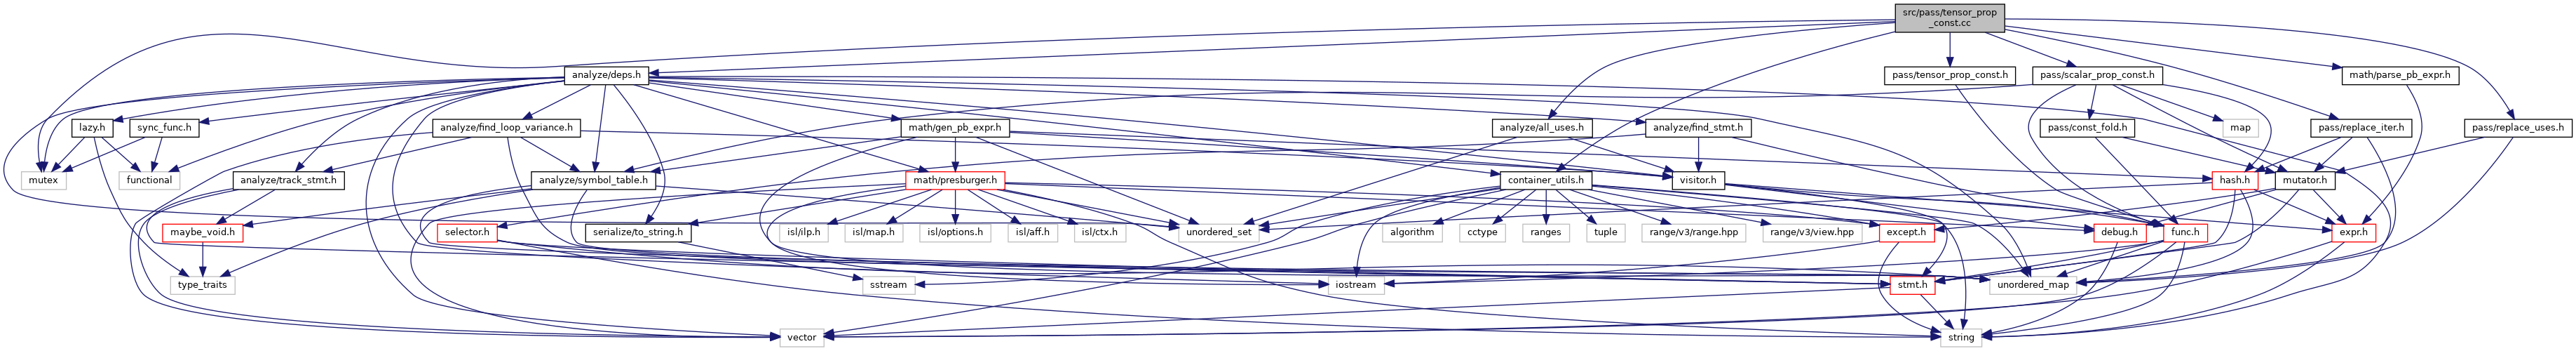 src/pass/tensor_prop
_const.cc
analyze/deps.h
pass/tensor_prop_const.h
pass/scalar_prop_const.h
math/parse_pb_expr.h
lazy.h
sync_func.h
analyze/find_loop_variance.h
math/gen_pb_expr.h
analyze/all_uses.h
analyze/find_stmt.h
pass/const_fold.h
map
pass/replace_iter.h
pass/replace_uses.h
mutex
functional
analyze/track_stmt.h
analyze/symbol_table.h
math/presburger.h
container_utils.h
visitor.h
hash.h
mutator.h
maybe_void.h
selector.h
serialize/to_string.h
isl/ilp.h
isl/map.h
isl/options.h
isl/aff.h
isl/ctx.h
unordered_set
algorithm
cctype
ranges
tuple
range/v3/range.hpp
range/v3/view.hpp
except.h
debug.h
func.h
expr.h
type_traits
sstream
iostream
stmt.h
unordered_map
vector
string